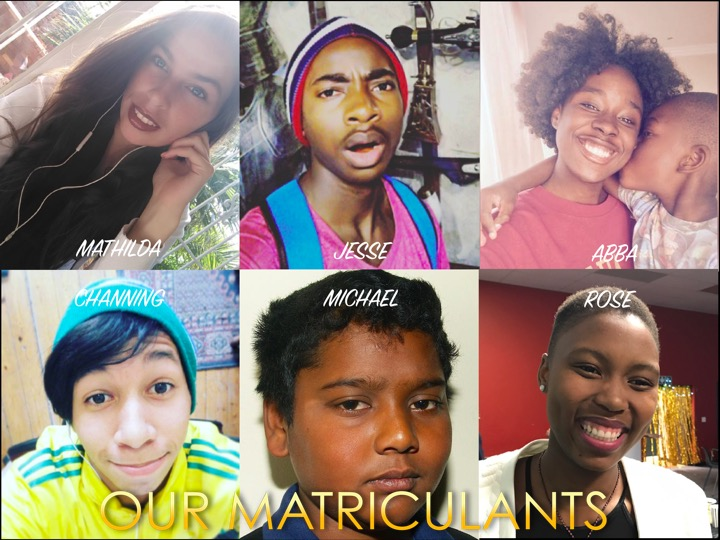 MATHILDA
JESSE
ABBA
CHANNING
MICHAEL
ROSE
OUR MATRICULANTS